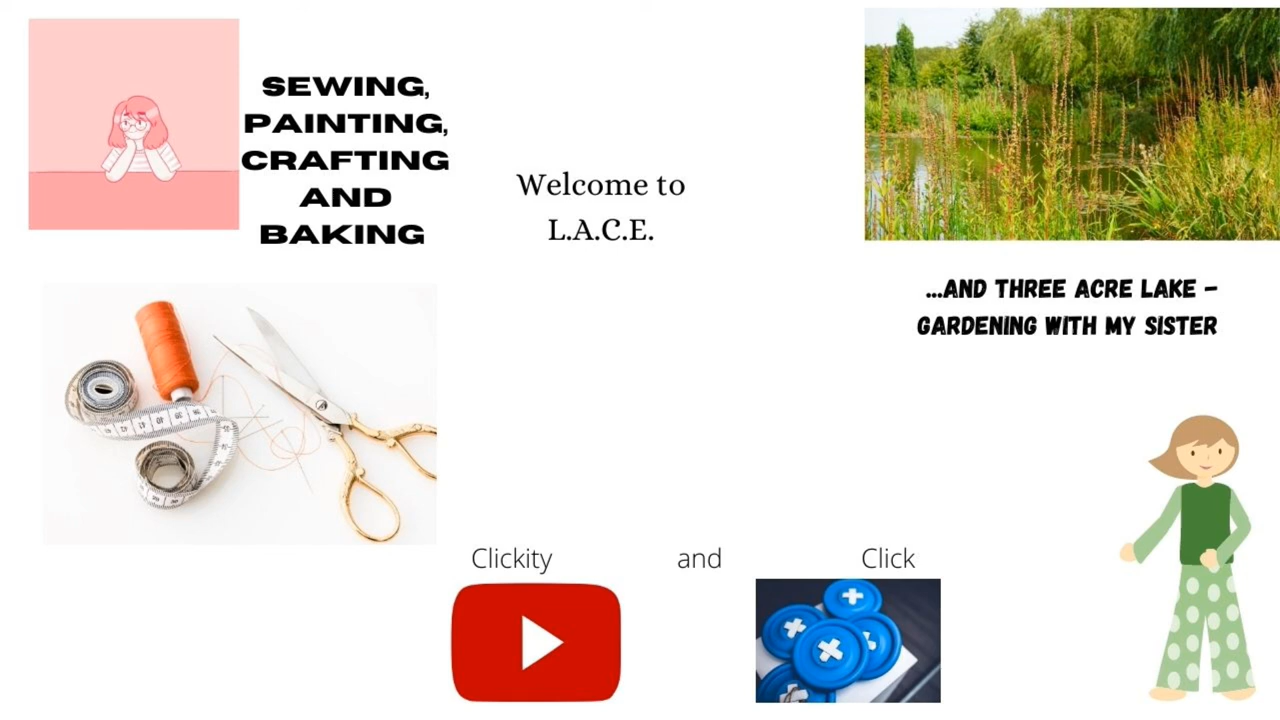 SEWING,
PAINTING,
CRAFTING
AND
BAKING
Welcome to
L.A.C.E.
...AND THREE ACRE LAKE -
GARDENING WITH MY SISTER
Clickity and Click